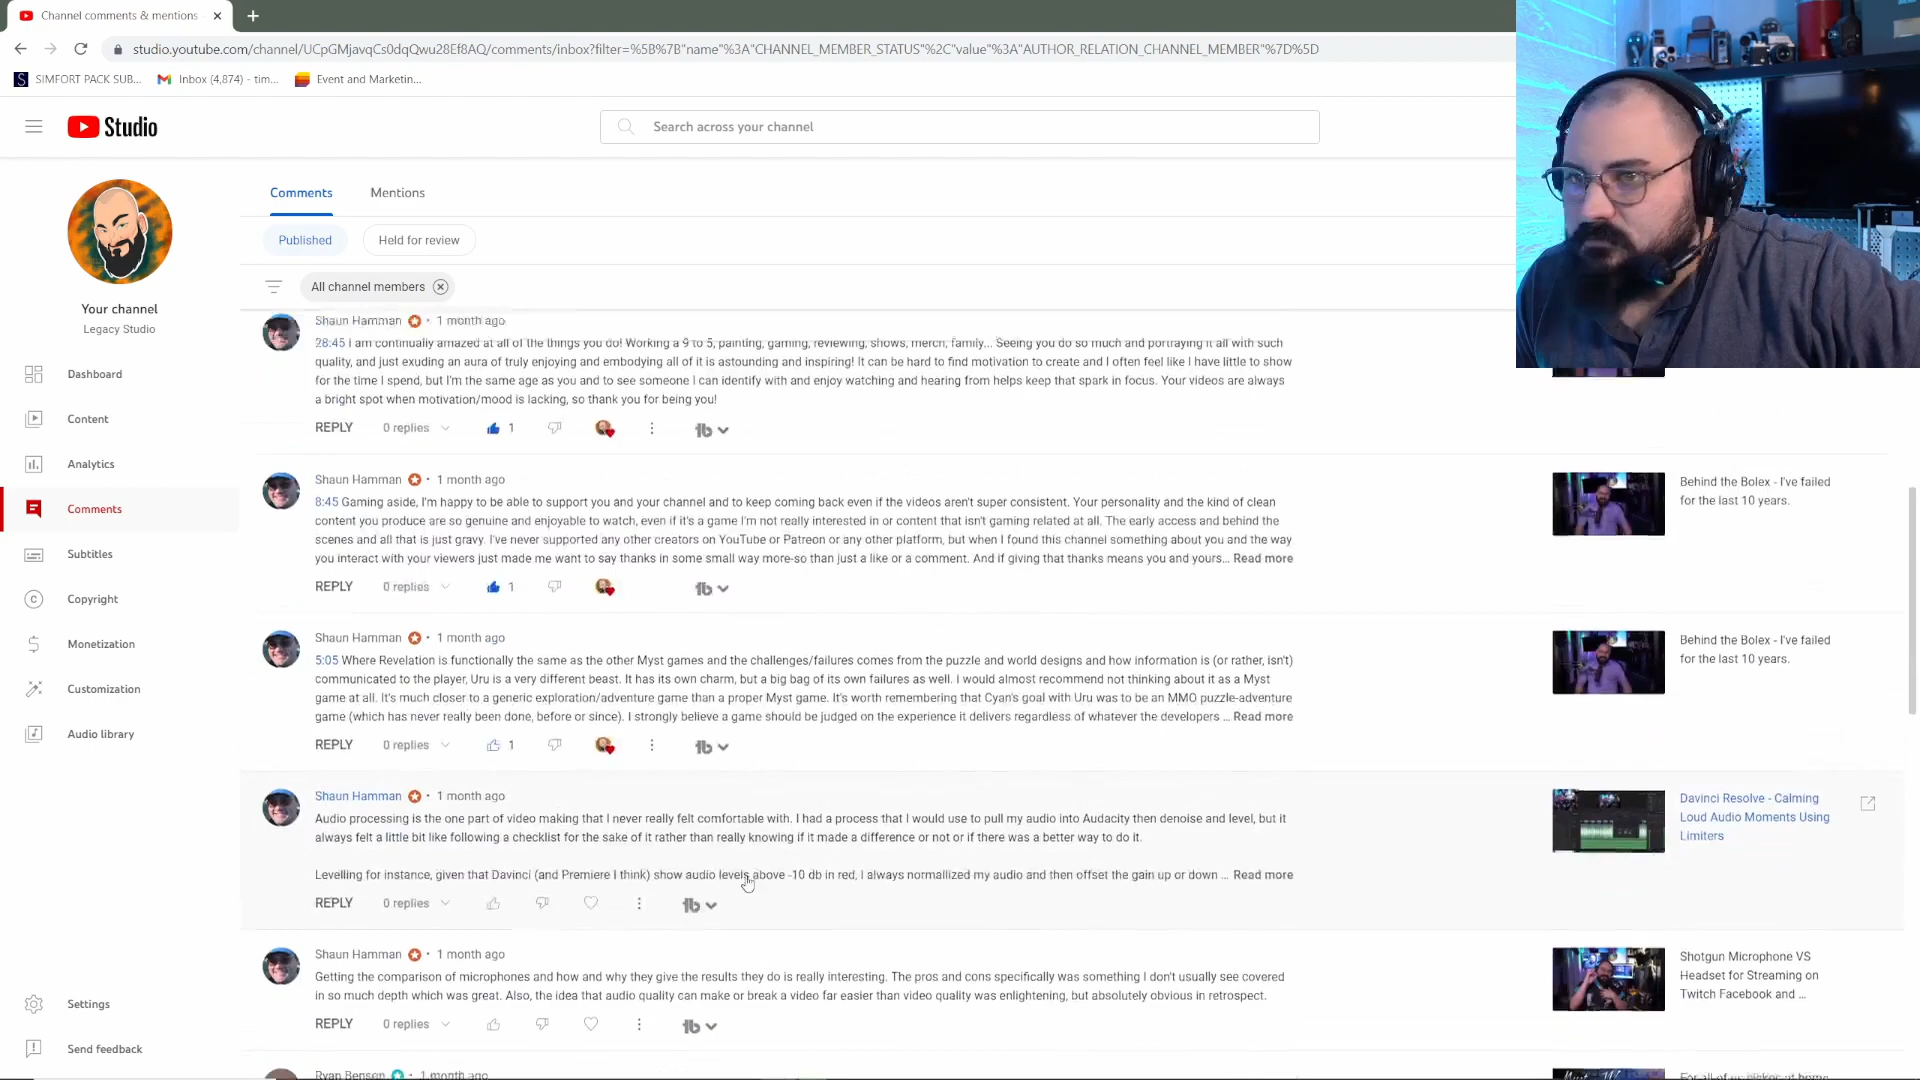 Channel comments & mentions
studio.youtube.com/channel/UCpGMjavqCs0dqQwu28Ef8AQ/comments/inbox?filter=%5B%7B"name"%3A"CHANNEL_MEMBER_STATUS"%2C"value"%3A"AUTHOR_RELATION_CHANNEL_MEMBER"%7D%5D
S SIMFORT PACK SUB... Inbox (4,874) - tim... Event and Marketin...
Studio
Search across your channel
Your channel
Legacy Studio
Dashboard
Content
Analytics
Comments
Subtitles
Copyright
Monetization
Customization
Audio library
Settings
Send feedback
Comments Mentions
Published Held for review
All channel members
Shaun Hamman • 1 month ago
28:45 I am continually amazed at all of the things you do! Working a 9 to 5, painting, gaming, reviewing, shows, merch, family... Seeing you do so much and portraying it all with such
quality, and just exuding an aura of truly enjoying and embodying all of it is astounding and inspiring! It can be hard to find motivation to create and I often feel like I have little to show
for the time I spend, but I'm the same age as you and to see someone I can identify with and enjoy watching and hearing from helps keep that spark in focus. Your videos are always
a bright spot when motivation/mood is lacking, so thank you for being you!
REPLY 0 replies 1
Shaun Hamman • 1 month ago
8:45 Gaming aside, I'm happy to be able to support you and your channel and to keep coming back even if the videos aren't super consistent. Your personality and the kind of clean
content you produce are so genuine and enjoyable to watch, even if it's a game I'm not really interested in or content that isn't gaming related at all. The early access and behind the
scenes and all that is just gravy. I've never supported any other creators on YouTube or Patreon or any other platform, but when I found this channel something about you and the way
you interact with your viewers just made me want to say thanks in some small way more-so than just a like or a comment. And if giving that thanks means you and yours... Read more
REPLY 0 replies 1
Behind the Bolex - I've failed
for the last 10 years.
Shaun Hamman • 1 month ago
5:05 Where Revelation is functionally the same as the other Myst games and the challenges/failures comes from the puzzle and world designs and how information is (or rather, isn't)
communicated to the player, Uru is a very different beast. It has its own charm, but a big bag of its own failures as well. I would almost recommend not thinking about it as a Myst
game at all. It's much closer to a generic exploration/adventure game than a proper Myst game. It's worth remembering that Cyan's goal with Uru was to be an MMO puzzle-adventure
game (which has never really been done, before or since). I strongly believe a game should be judged on the experience it delivers regardless of whatever the developers ... Read more
REPLY 0 replies 1
Behind the Bolex - I've failed
for the last 10 years.
Shaun Hamman • 1 month ago
Audio processing is the one part of video making that I never really felt comfortable with. I had a process that I would use to pull my audio into Audacity then denoise and level, but it
always felt a little bit like following a checklist for the sake of it rather than really knowing if it made a difference or not or if there was a better way to do it.
Levelling for instance, given that Davinci (and Premiere I think) show audio levels above -10 db in red, I always normallized my audio and then offset the gain up or down ... Read more
REPLY 0 replies
Davinci Resolve - Calming
Loud Audio Moments Using
Limiters
Shaun Hamman • 1 month ago
Getting the comparison of microphones and how and why they give the results they do is really interesting. The pros and cons specifically was something I don't usually see covered
in so much depth which was great. Also, the idea that audio quality can make or break a video far easier than video quality was enlightening, but absolutely obvious in retrospect.
REPLY 0 replies
Shotgun Microphone VS
Headset for Streaming on
Twitch Facebook and ...
Ryan Benson • 1 month ago